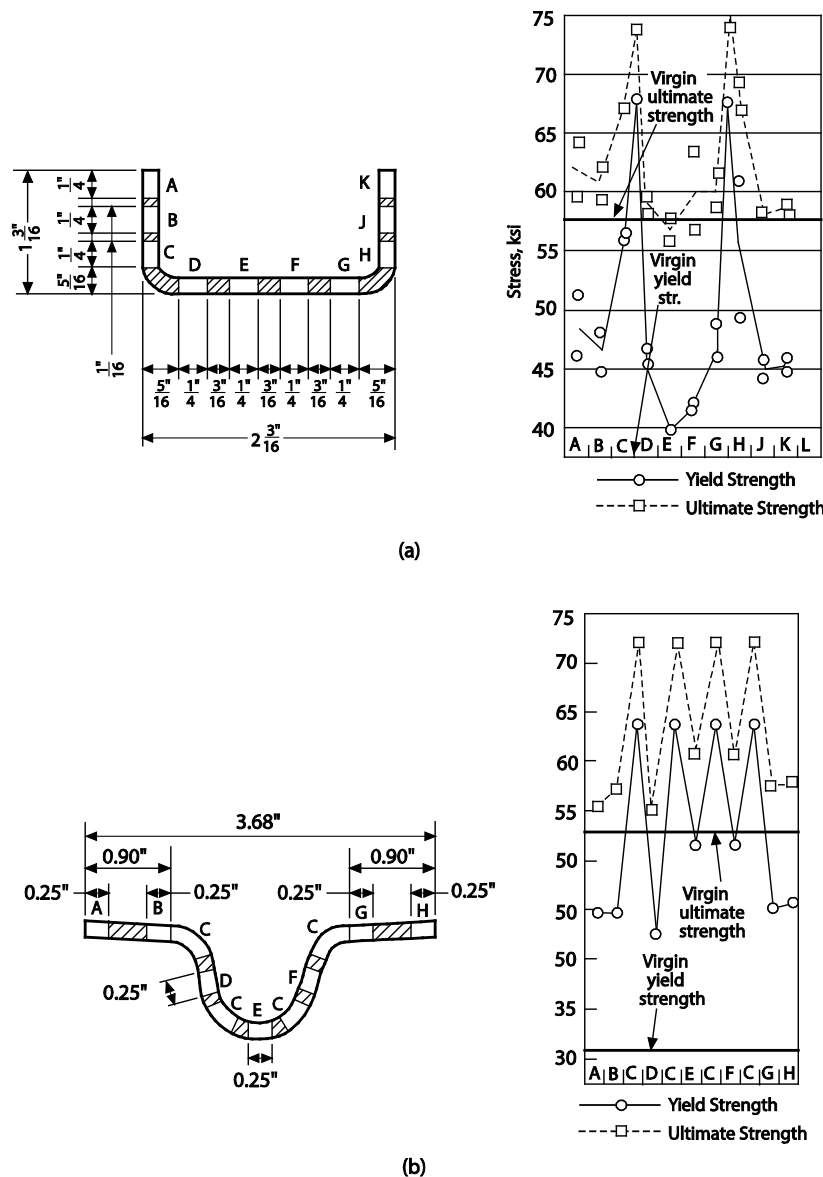 75
70
65
60
55
50
45
40
Stress, ksi
Virgin
ultimate
strength
Virgin
yield
str.
A B C D E F G H J K L
Yield Strength
Ultimate Strength
A
B
C
D E F G
H
J
K
1"/4
1"/4
1"/4
5"/16
1 3"/16
1"/16
5"/16 1"/4 3"/16 1"/4 3"/16 1"/4 3"/16 1"/4 5"/16
2 3"/16
(a)
75
70
65
60
55
50
50
50
35
30
Virgin
ultimate
strength
Virgin
yield
strength
A B C D C E C F C G H
Yield Strength
Ultimate Strength
3.68"
0.90" 0.90"
0.25" 0.25" 0.25" 0.25"
A B C C G H
D F
0.25"
C E C
0.25"
(b)